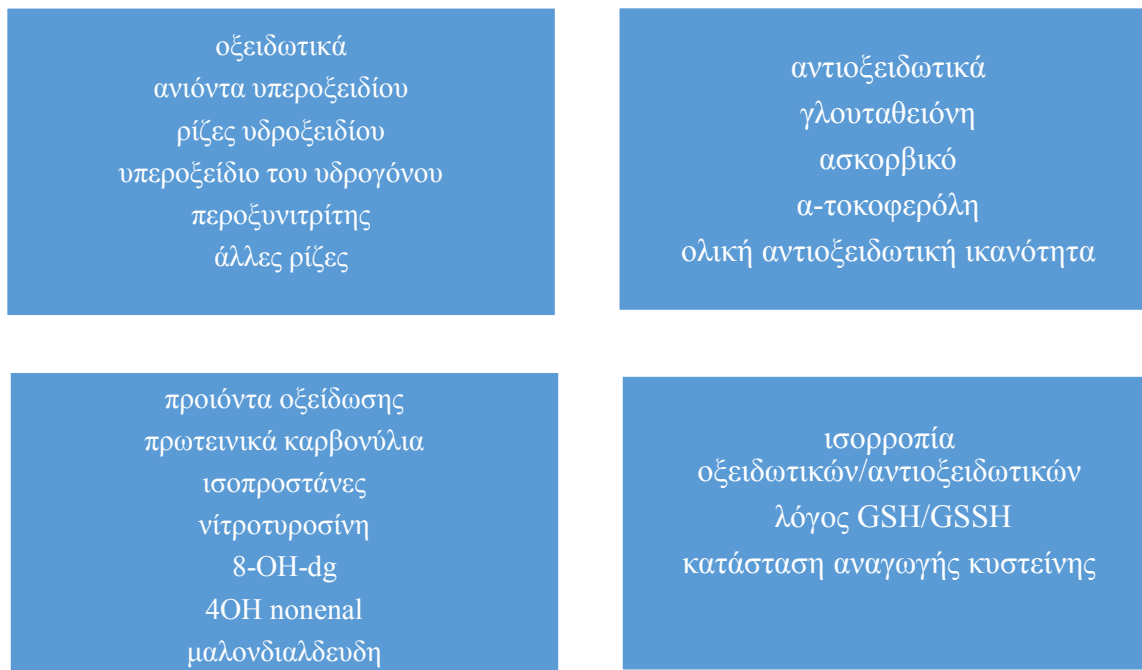 οξειδωτικά
ανιόντα υπεροξειδίου
ρίζες υδροξειδίου
υπεροξείδιο του υδρογόνου
περοξυνιτρίτης
άλλες ρίζες
αντιοξειδωτικά
γλουταθειόνη
ασκορβικό
α-τοκοφερόλη
ολική αντιοξειδωτική ικανότητα
προιόντα οξείδωσης
πρωτεινικά καρβονύλια
ισοπροστάνες
νίτροτυροσίνη
8-OH-dg
4OH nonenal
μαλονδιαλδευδη
ισορροπία
οξειδωτικών/αντιοξειδωτικών
λόγος GSH/GSSH
κατάσταση αναγωγής κυστείνης